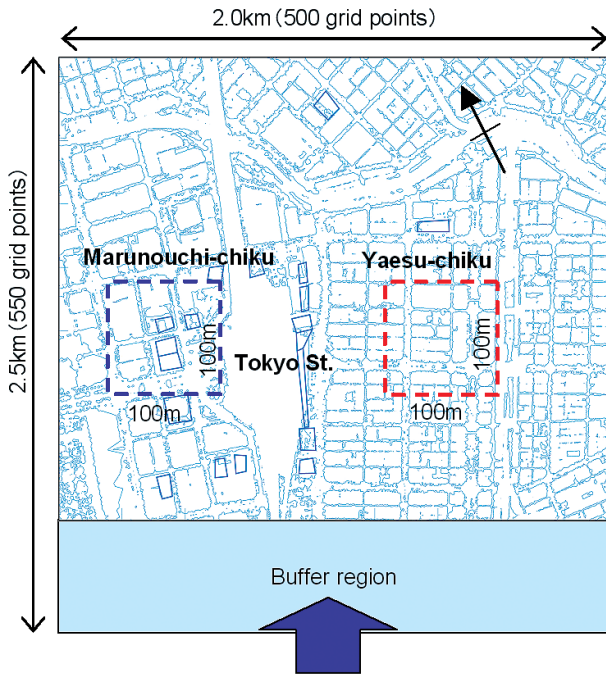 2.0km (500 grid points)
2.5km (550 grid points)
Marunouchi-chiku
Yaesu-chiku
100m
100m
Tokyo St.
100m
100m
Buffer region